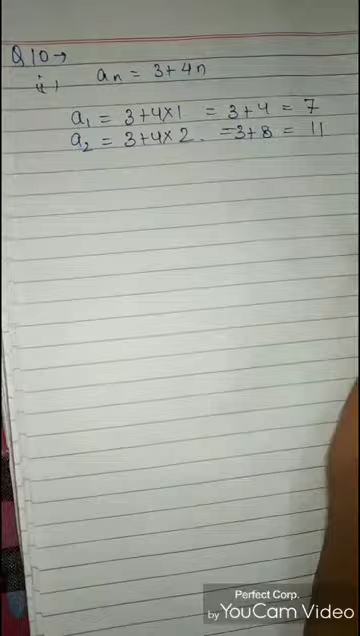 Q10→
i) aₙ = 3+4n
a₁ = 3+4×1 = 3+4 = 7
a₂ = 3+4×2. =3+8 = 11
Perfect Corp.
by YouCam Video